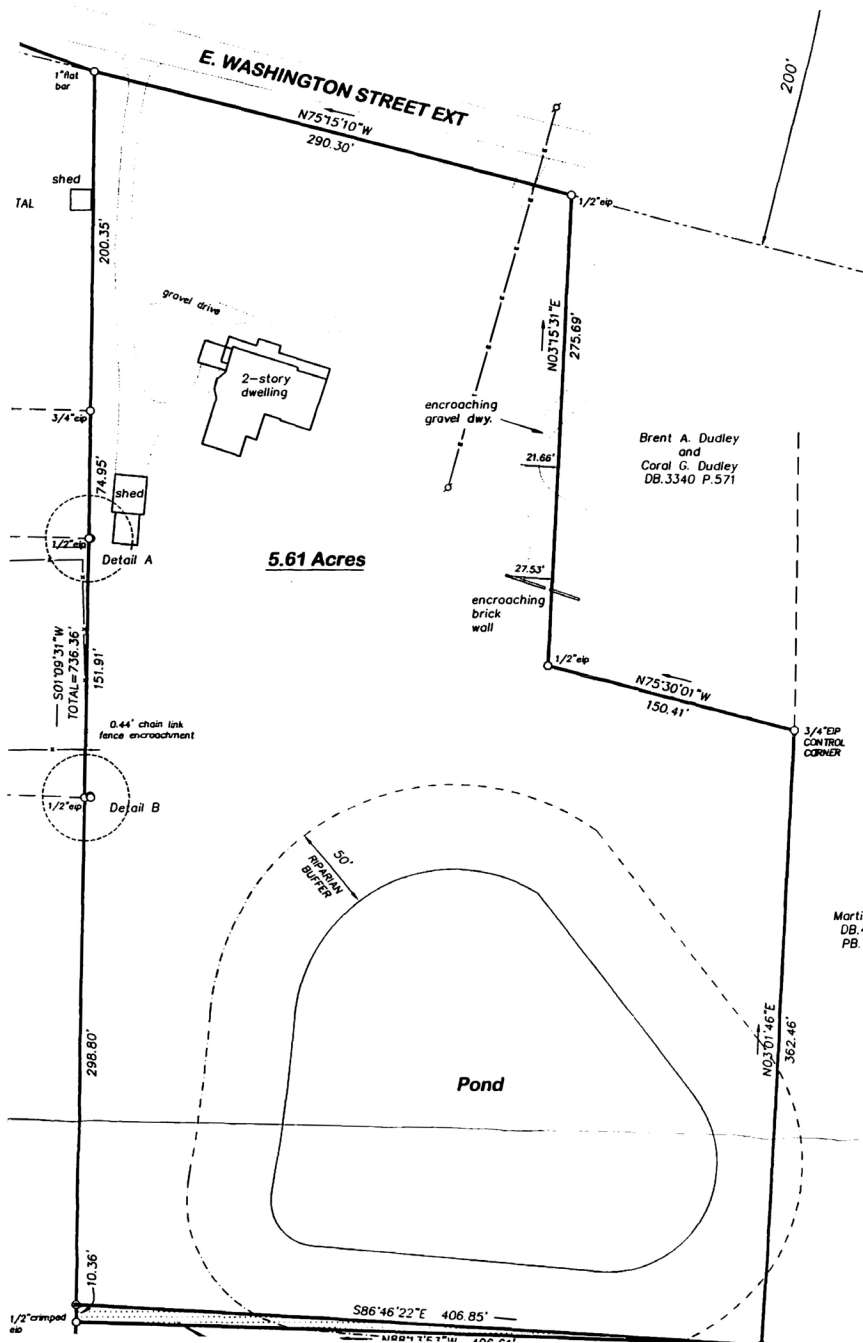 E. WASHINGTON STREET EXT
1"flat
bar
N75°15'10"W
290.30'
200'
shed
TAL
200.35'
1/2"eip
gravel drive
2-story
dwelling
N03°15'31"E
275.69'
encroaching
gravel dwy.
3/4"eip
Brent A. Dudley
and
Coral G. Dudley
DB.3340 P.571
21.66'
74.95'
shed
1/2"eip
Detail A
5.61 Acres
27.53'
encroaching
brick
wall
S01°09'31"W
TOTAL=736.36'
151.91'
1/2"eip
N75°30'01"W
150.41'
0.44' chain link
fence encroachment
3/4"EIP
CONTROL
CORNER
1/2"eip
Detail B
50'
RIPARIAN
BUFFER
Marti
DB.
PB.
298.80'
N03°01'46"E
362.46'
Pond
10.36'
1/2"crimped
eip
S86°46'22"E 406.85'